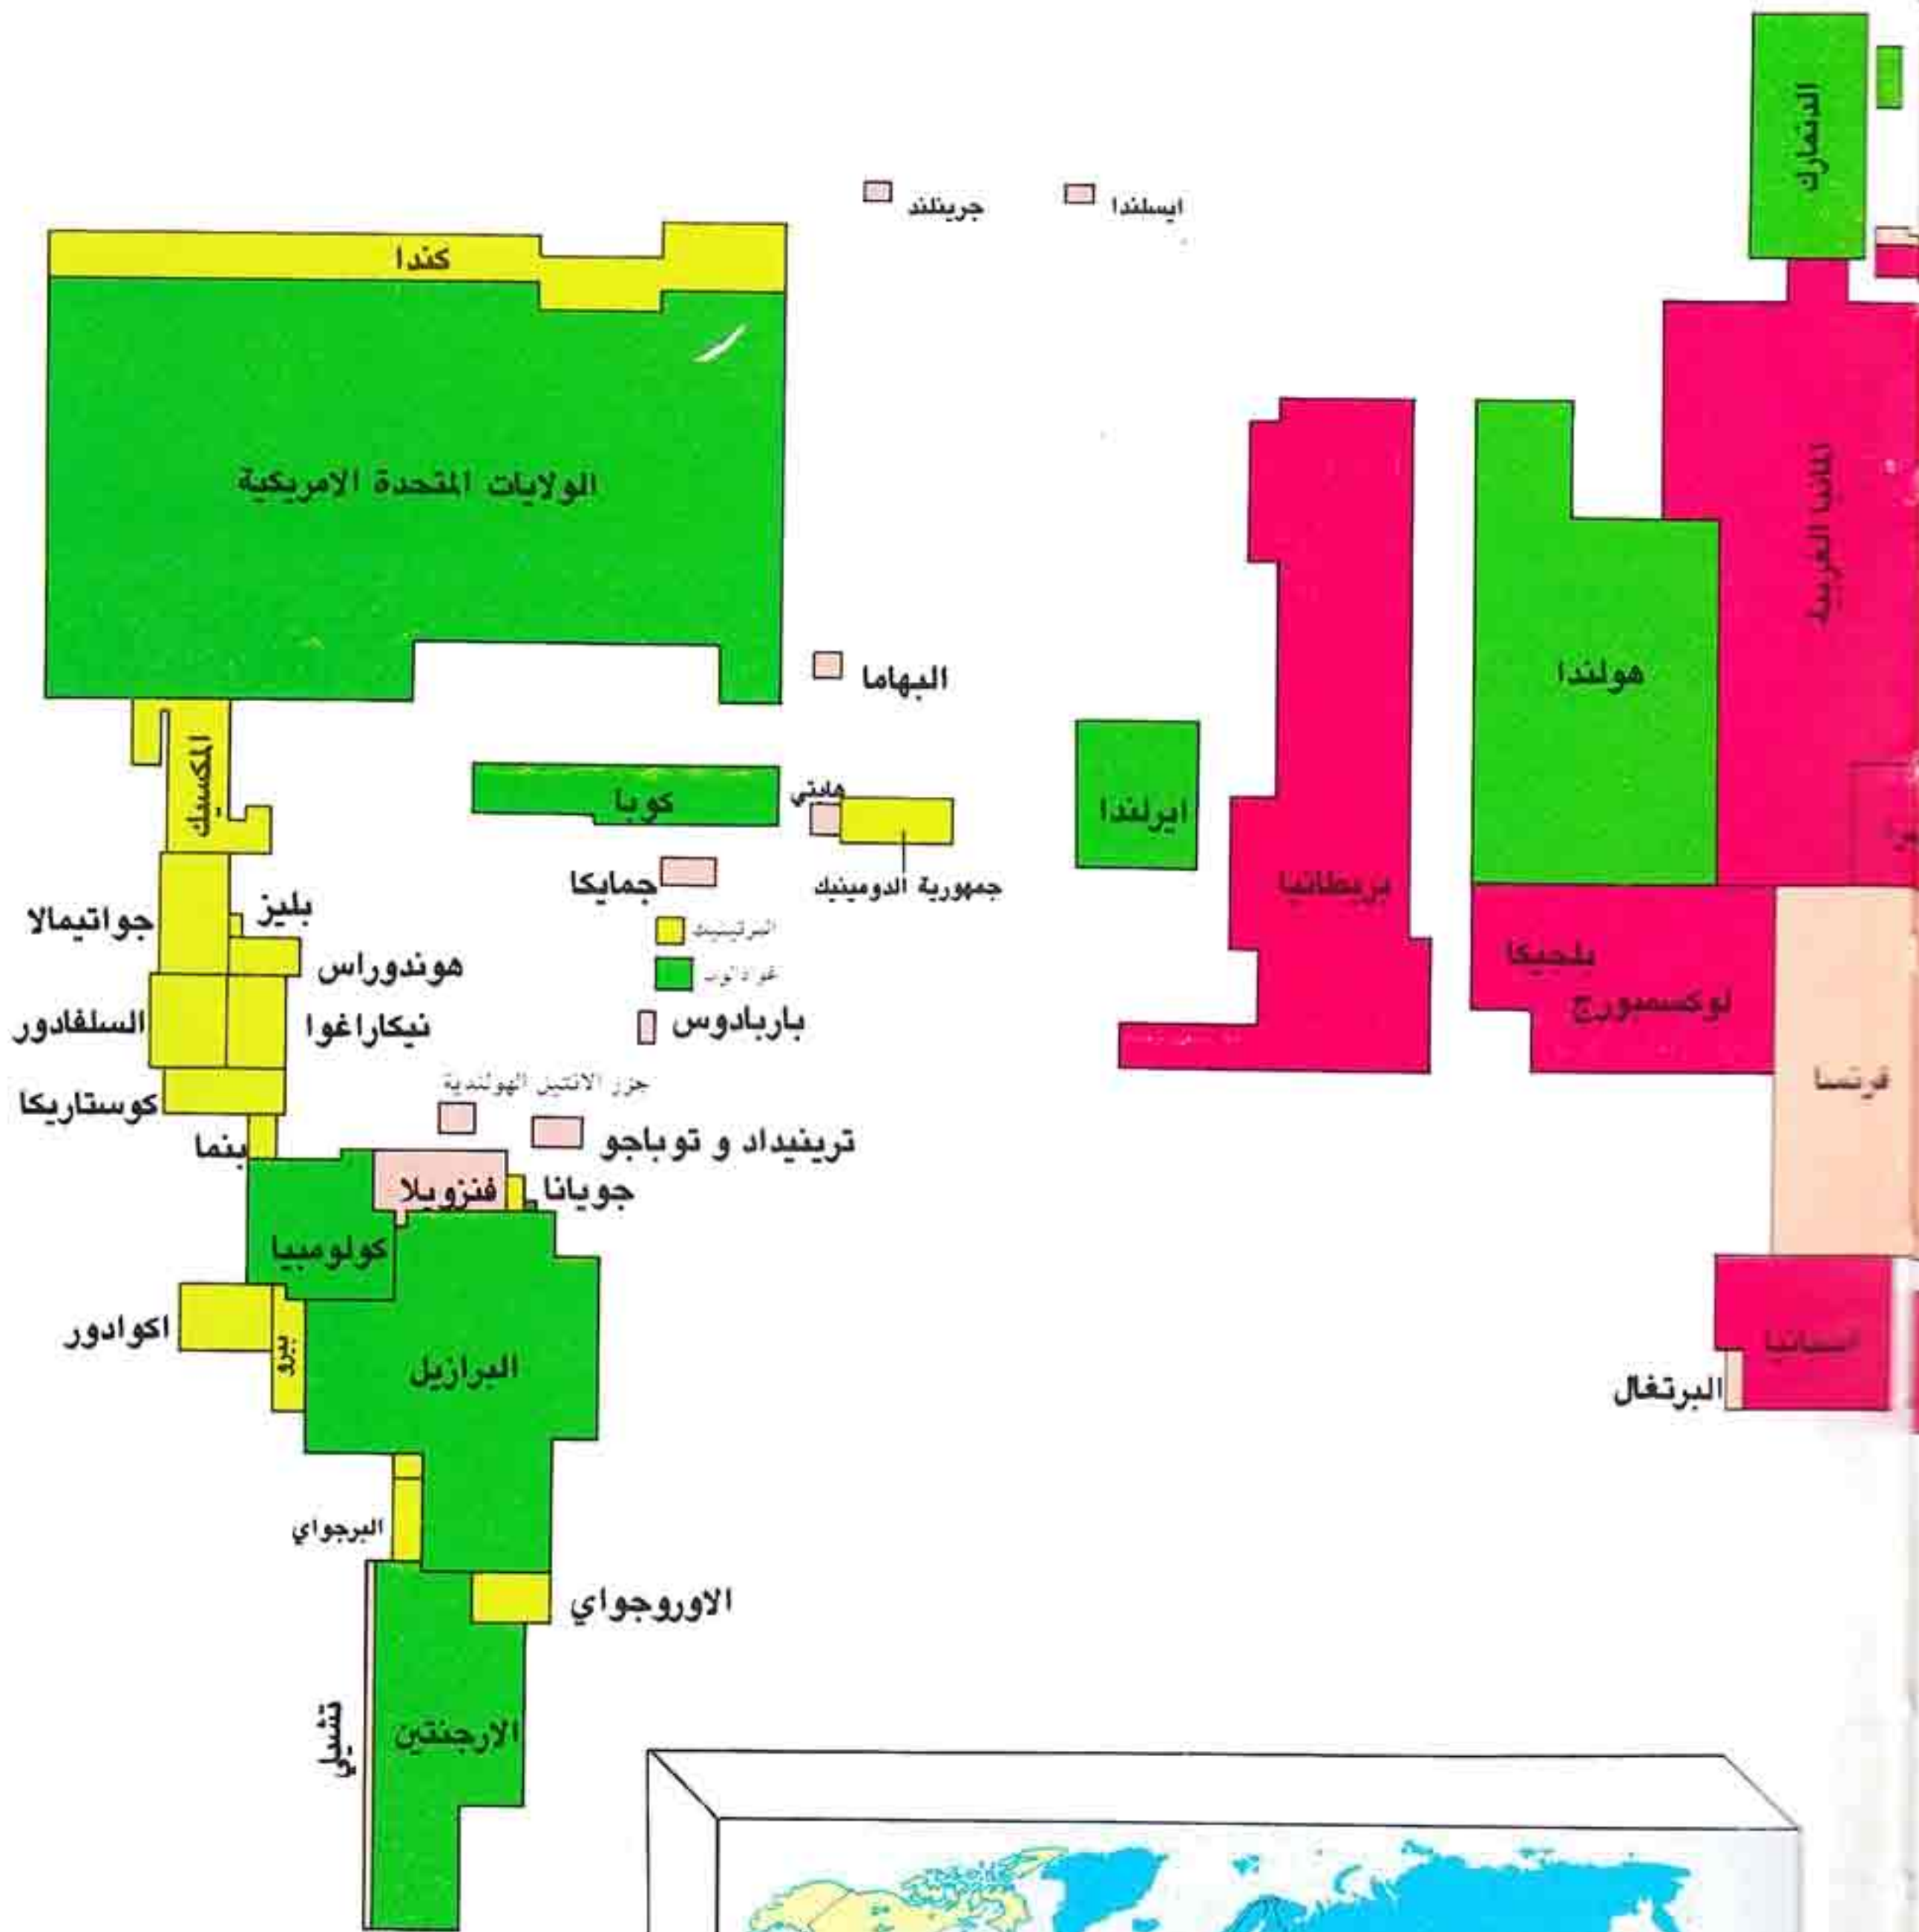 الدنمارك
جرينلند
ايسلندا
كندا
الولايات المتحدة الامريكية
المانيا الغربية
هولندا
البهاما
المكسيك
كوبا
هايتي
ايرلندا
جمهورية الدومينيك
جمايكا
بريطانيا
جواتيمالا
بليز
هوندوراس
بلجيكا
لوكسمبورج
السلفادور
نيكاراغوا
باربادوس
جزر الانتيل الهولندية
فرنسا
كوستاريكا
بنما
ترينيداد و توباجو
فنزويلا
جويانا
كولومبيا
اكوادور
بيرو
البرازيل
اسبانيا
البرتغال
البرجواي
الاوروجواي
تشيلي
الارجنتين